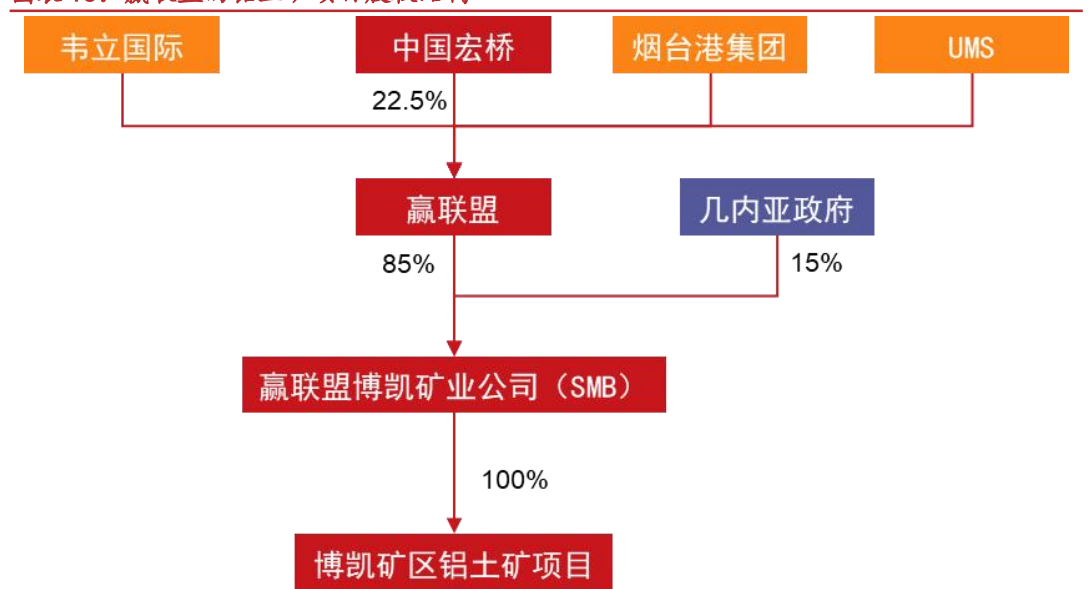 韦立国际
中国宏桥
烟台港集团
UMS
22.5%
赢联盟
几内亚政府
85%
15%
赢联盟博凯矿业公司（SMB）
100%
博凯矿区铝土矿项目